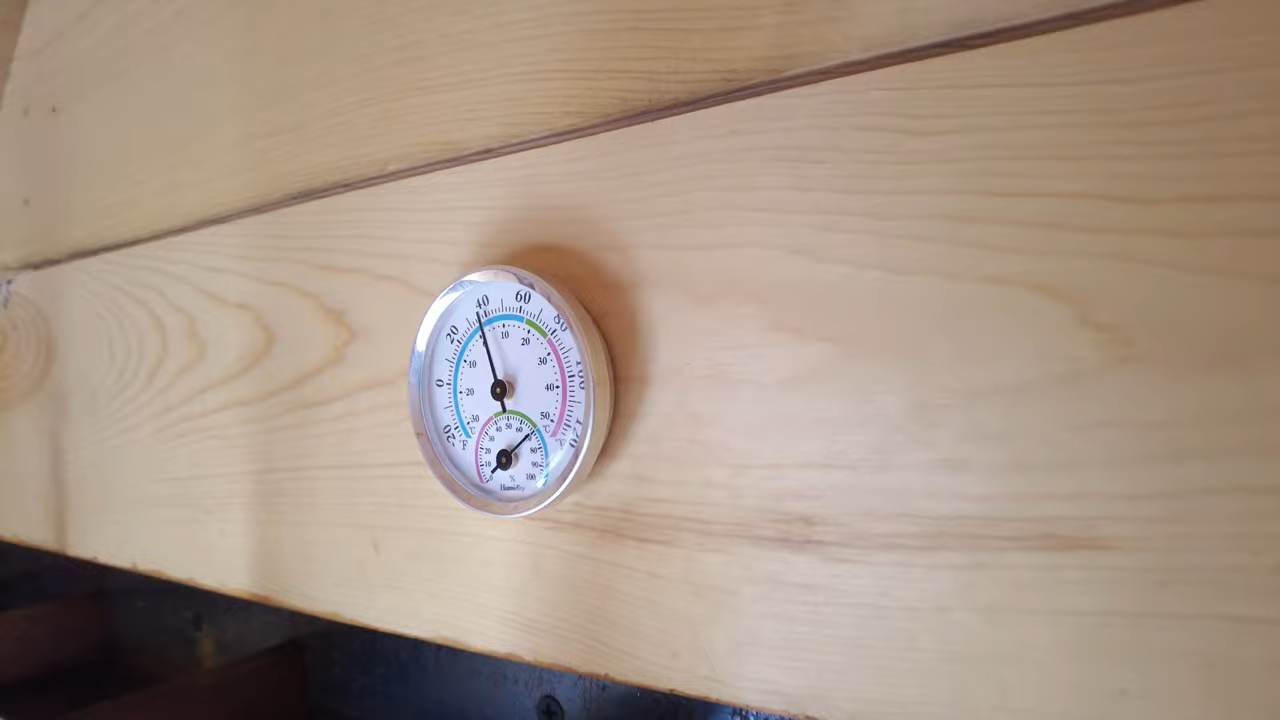 -20 0 20 40 60 80 100 120
°F °F
-30 -20 -10 10 20 30 40 50
°C °C
0 10 20 30 40 50 60 80 90 100
%
Humidity